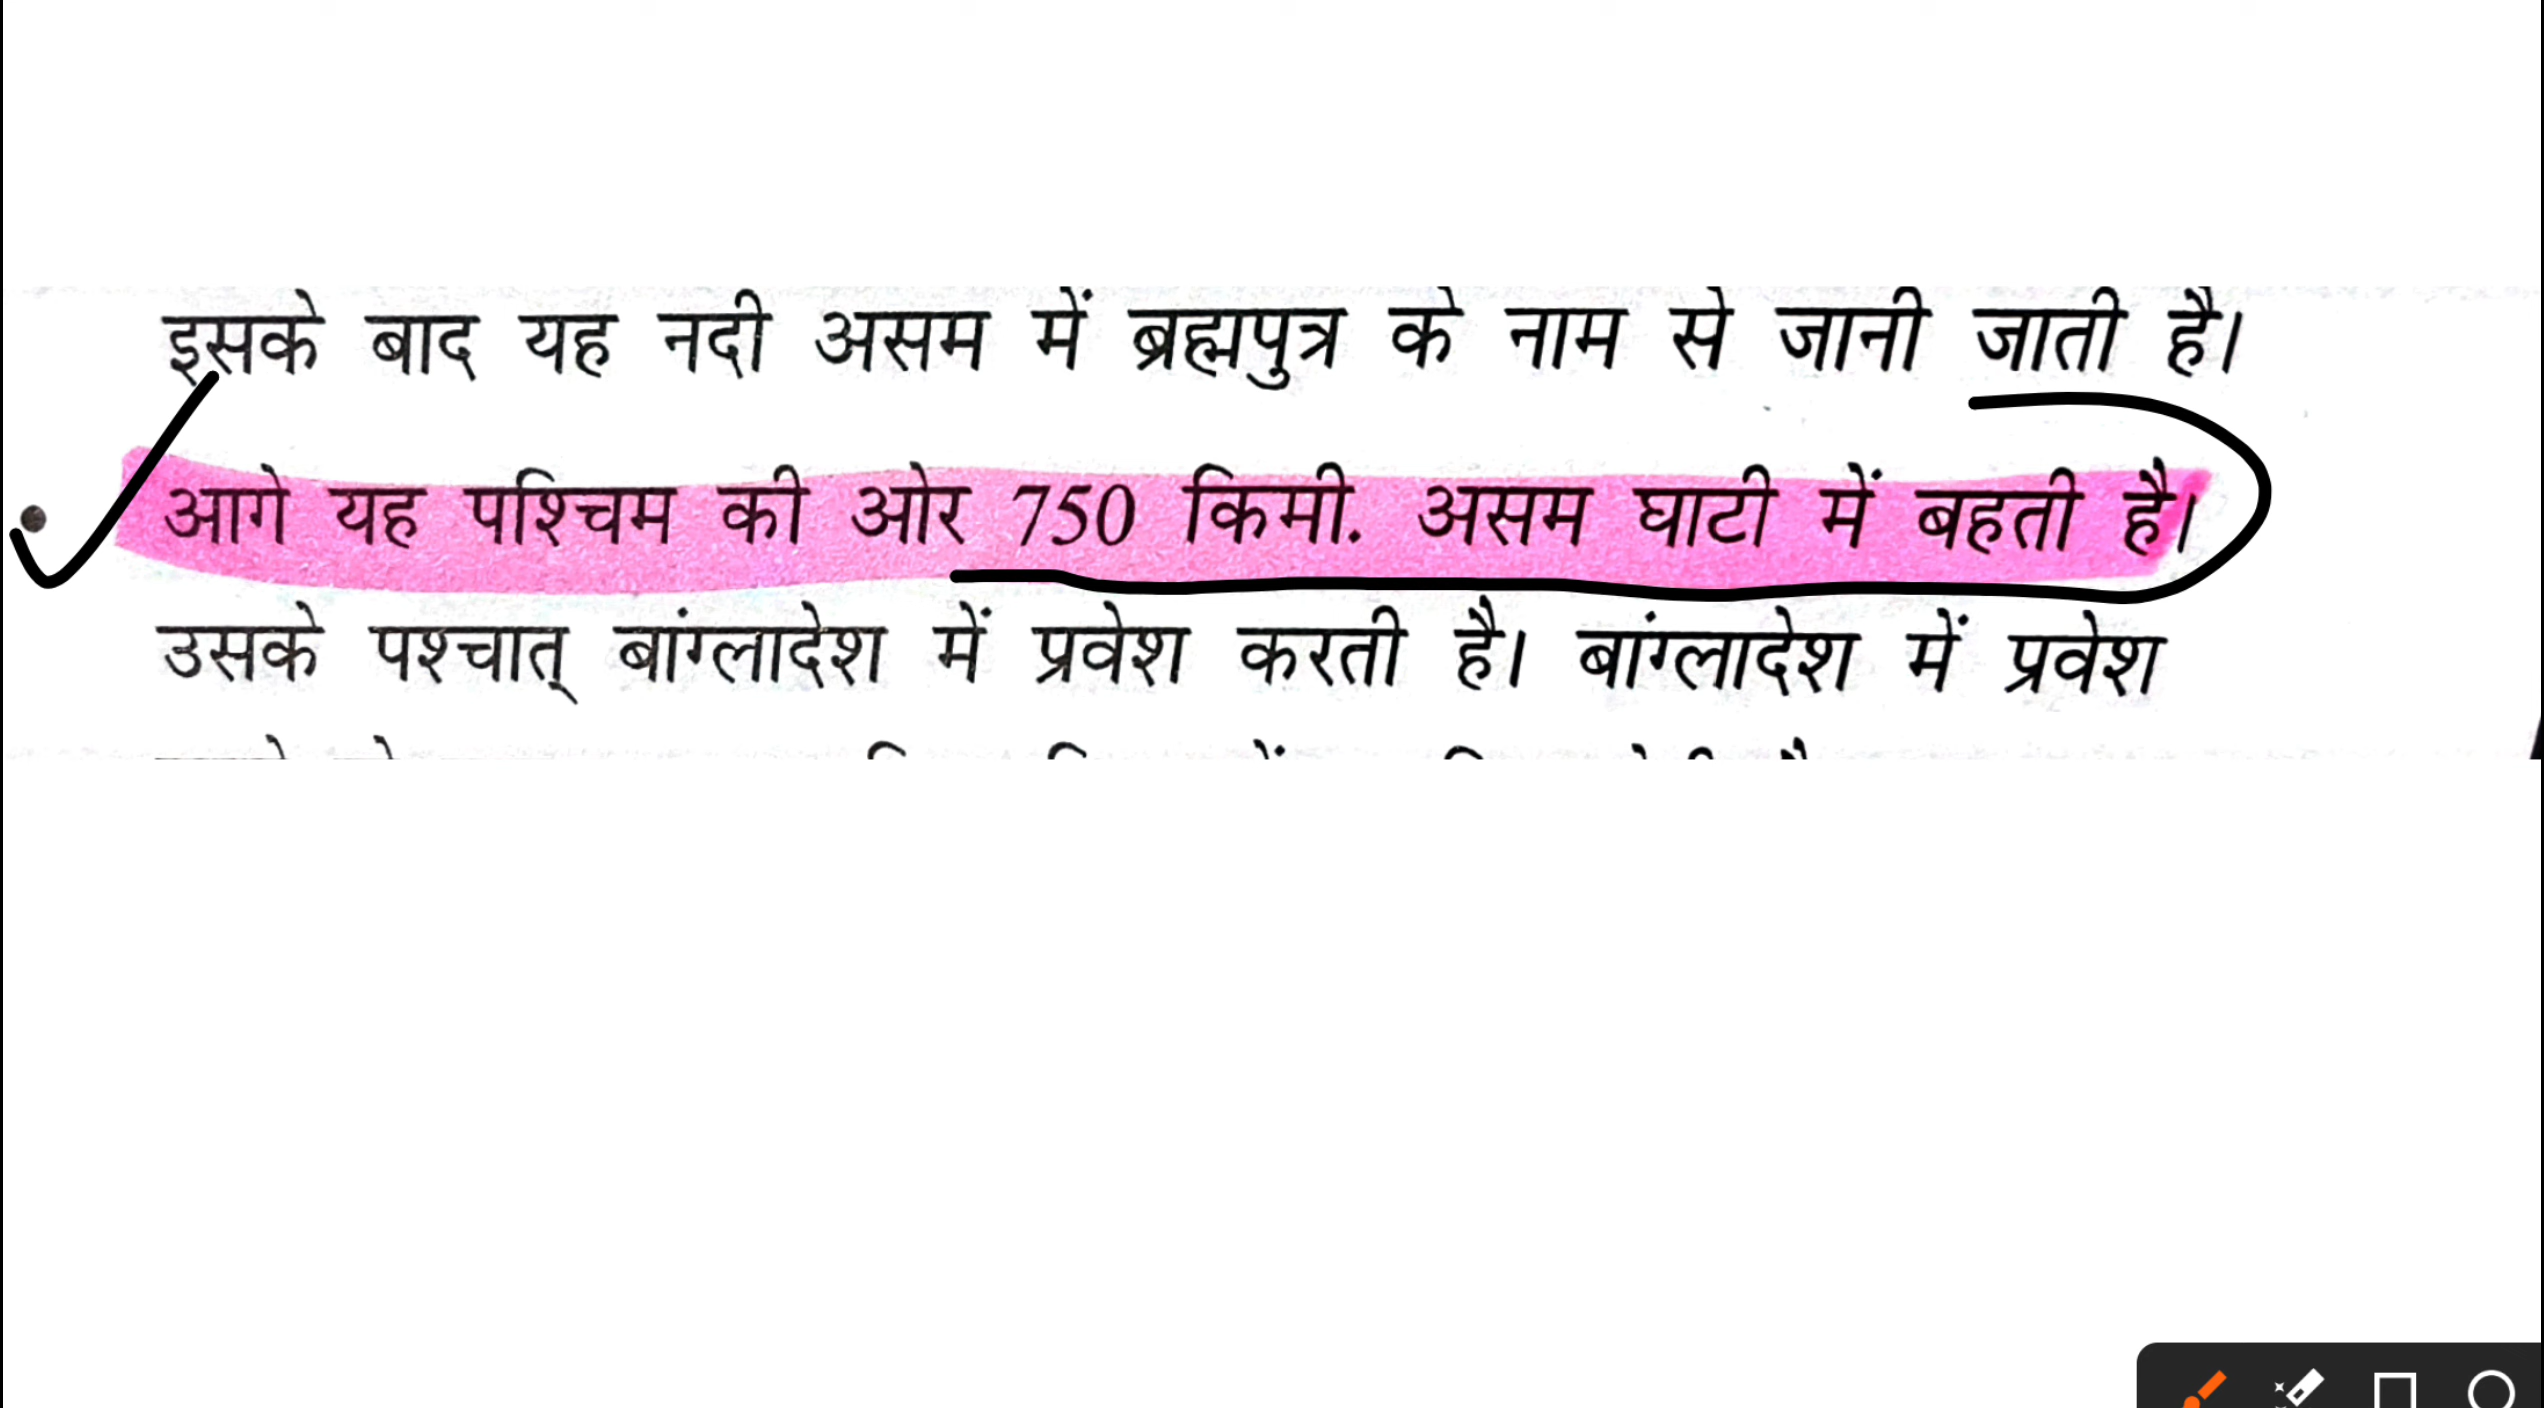 इसके बाद यह नदी असम में ब्रह्मपुत्र के नाम से जानी जाती है।
• आगे यह पश्चिम की ओर 750 किमी. असम घाटी में बहती है।
उसके पश्चात् बांग्लादेश में प्रवेश करती है। बांग्लादेश में प्रवेश